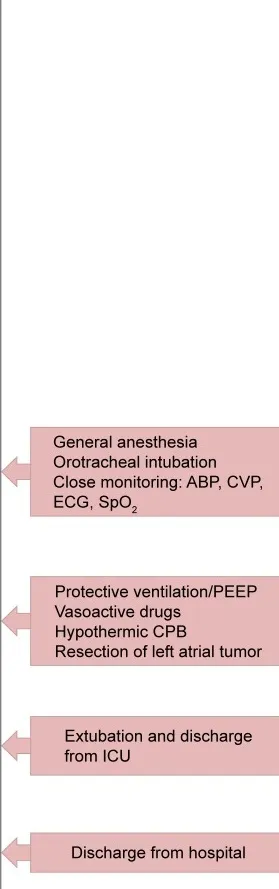 General anesthesia
Orotracheal intubation
Close monitoring: ABP, CVP,
ECG, SpO₂
Protective ventilation/PEEP
Vasoactive drugs
Hypothermic CPB
Resection of left atrial tumor
Extubation and discharge
from ICU
Discharge from hospital